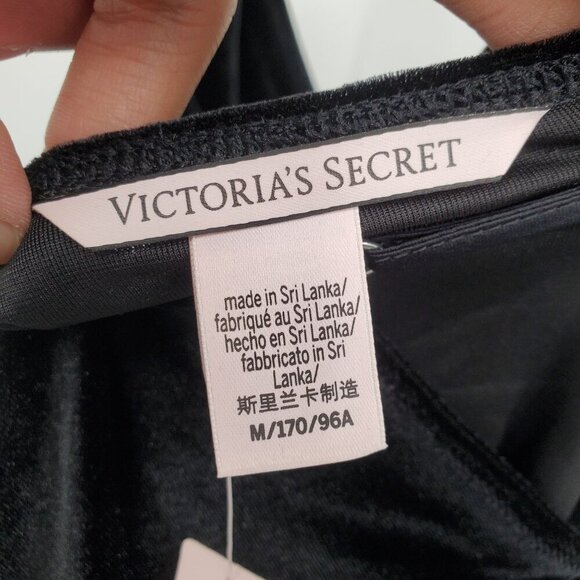 VICTORIA'S SECRET
made in Sri Lanka/
fabriqué au Sri Lanka/
hecho en Sri Lanka/
fabbricato in Sri
Lanka/
斯里兰卡制造
M/170/96A